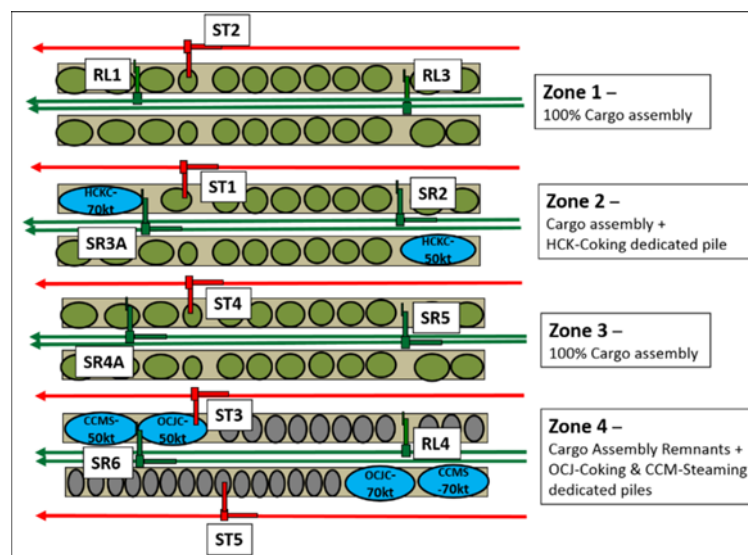 ST2
RL1
RL3
Zone 1 –
100% Cargo assembly
HCKC-
70kt
ST1
SR2
SR3A
HCKC-
50kt
Zone 2 –
Cargo assembly +
HCK-Coking dedicated pile
ST4
SR5
SR4A
Zone 3 –
100% Cargo assembly
CCMS-
50kt
OCJC-
50kt
ST3
RL4
SR6
OCJC-
70kt
CCMS
-70kt
ST5
Zone 4 –
Cargo Assembly Remnants +
OCJ-Coking & CCM-Steaming
dedicated piles